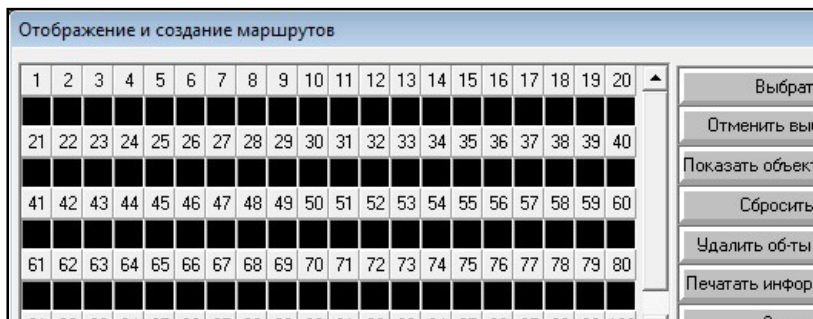 Отображение и создание маршрутов
1 2 3 4 5 6 7 8 9 10 11 12 13 14 15 16 17 18 19 20
21 22 23 24 25 26 27 28 29 30 31 32 33 34 35 36 37 38 39 40
41 42 43 44 45 46 47 48 49 50 51 52 53 54 55 56 57 58 59 60
61 62 63 64 65 66 67 68 69 70 71 72 73 74 75 76 77 78 79 80
Выбрат
Отменить вы
Показать объек
Сбросить
Удалить об-ты
Печатать инфор